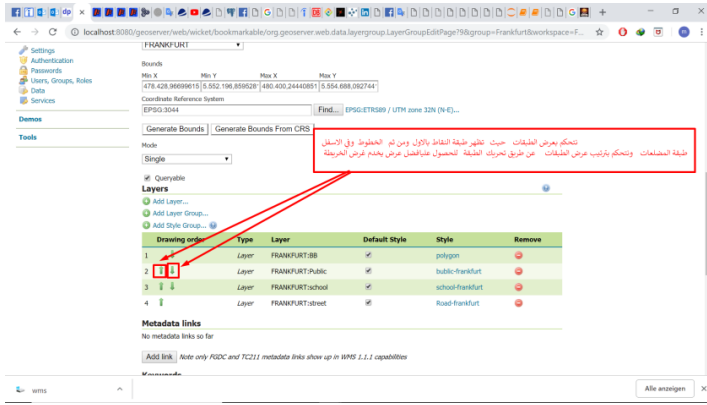 localhost:8080/geoserver/web/wicket/bookmarkable/org.geoserver.web.data.layergroup.LayerGroupEditPage?9&group=Frankfurt&workspace=F...
Settings
Authentication
Passwords
Users, Groups, Roles
Data
Services
Demos
Tools
FRANKFURT
Bounds
Min X Min Y Max X Max Y
478.428,96699615 5.552.196,859528 480.400,24440851 5.554.688,092744
Coordinate Reference System
EPSG:3044 Find... EPSG:ETRS89 / UTM zone 32N (N-E)...
Generate Bounds Generate Bounds From CRS
نتحكم بعرض الطبقات حيث تظهر طبقة النقاط بالاول ومن ثم الخطوط وفي الاسفل
طبقة المضلعات ونتحكم بترتيب عرض الطبقات عن طريق تحريك الطبقة للحصول علىافضل عرض يخدم غرض الخريطة
Mode
Single
Queryable
Layers
Add Layer...
Add Layer Group...
Add Style Group...
Drawing order Type Layer Default Style Style Remove
1 Layer FRANKFURT:BB polygon
2 Layer FRANKFURT:Public bublic-frankfurt
3 Layer FRANKFURT:school school-frankfurt
4 Layer FRANKFURT:street Road-frankfurt
Metadata links
No metadata links so far
Add link Note only FGDC and TC211 metadata links show up in WMS 1.1.1 capabilities
Keywords
wms
Alle anzeigen